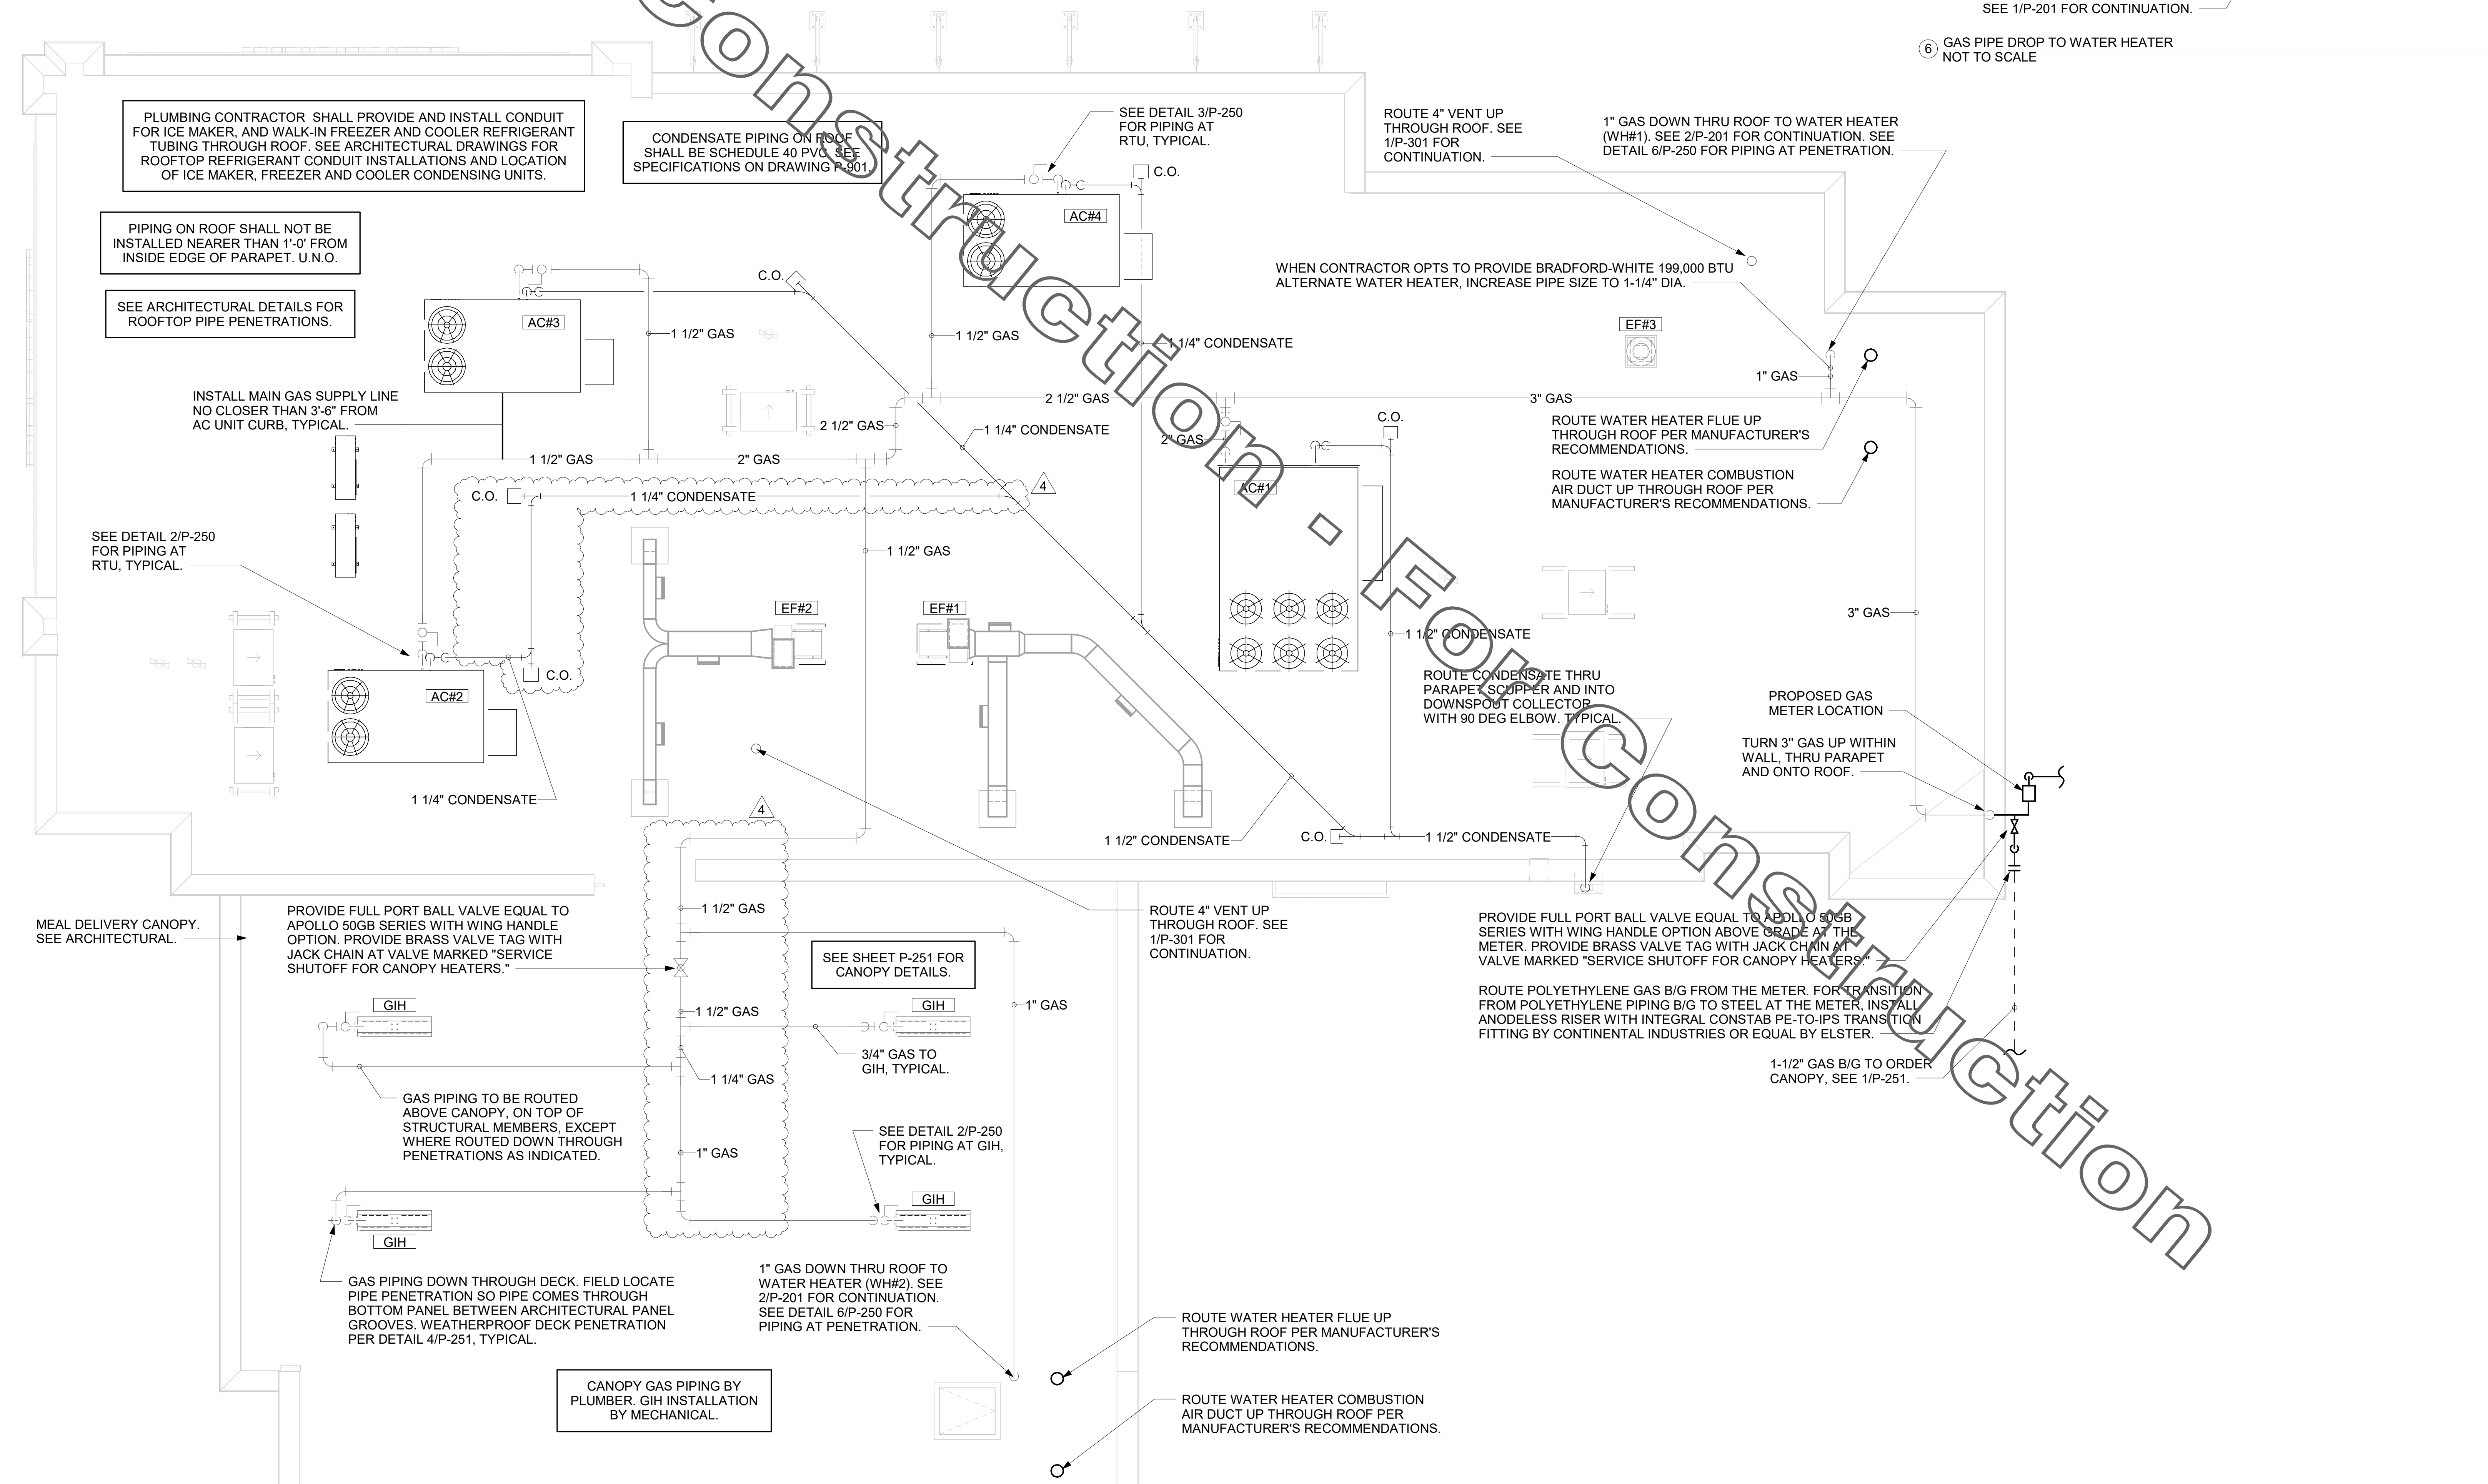 SEE 1/P-201 FOR CONTINUATION.
6
GAS PIPE DROP TO WATER HEATER
NOT TO SCALE
PLUMBING CONTRACTOR SHALL PROVIDE AND INSTALL CONDUIT
FOR ICE MAKER, AND WALK-IN FREEZER AND COOLER REFRIGERANT
TUBING THROUGH ROOF. SEE ARCHITECTURAL DRAWINGS FOR
ROOFTOP REFRIGERANT CONDUIT INSTALLATIONS AND LOCATION
OF ICE MAKER, FREEZER AND COOLER CONDENSING UNITS.
CONDENSATE PIPING ON ROOF
SHALL BE SCHEDULE 40 PVC. SEE
SPECIFICATIONS ON DRAWING P-901.
SEE DETAIL 3/P-250
FOR PIPING AT
RTU, TYPICAL.
ROUTE 4" VENT UP
THROUGH ROOF. SEE
1/P-301 FOR
CONTINUATION.
1" GAS DOWN THRU ROOF TO WATER HEATER
(WH#1). SEE 2/P-201 FOR CONTINUATION. SEE
DETAIL 6/P-250 FOR PIPING AT PENETRATION.
C.O.
AC#4
PIPING ON ROOF SHALL NOT BE
INSTALLED NEARER THAN 1'-0' FROM
INSIDE EDGE OF PARAPET. U.N.O.
SEE ARCHITECTURAL DETAILS FOR
ROOFTOP PIPE PENETRATIONS.
C.O.
WHEN CONTRACTOR OPTS TO PROVIDE BRADFORD-WHITE 199,000 BTU
ALTERNATE WATER HEATER, INCREASE PIPE SIZE TO 1-1/4" DIA.
AC#3
1 1/2" GAS
1 1/2" GAS
1 1/4" CONDENSATE
EF#3
1" GAS
INSTALL MAIN GAS SUPPLY LINE
NO CLOSER THAN 3'-6" FROM
AC UNIT CURB, TYPICAL.
2 1/2" GAS
3" GAS
2 1/2" GAS
1 1/4" CONDENSATE
2" GAS
C.O.
ROUTE WATER HEATER FLUE UP
THROUGH ROOF PER MANUFACTURER'S
RECOMMENDATIONS.
1 1/2" GAS
2" GAS
ROUTE WATER HEATER COMBUSTION
AIR DUCT UP THROUGH ROOF PER
MANUFACTURER'S RECOMMENDATIONS.
C.O.
1 1/4" CONDENSATE
4
AC#1
SEE DETAIL 2/P-250
FOR PIPING AT
RTU, TYPICAL.
1 1/2" GAS
EF#2
EF#1
3" GAS
1 1/2" CONDENSATE
C.O.
AC#2
ROUTE CONDENSATE THRU
PARAPET SCUPPER AND INTO
DOWNSPOUT COLLECTOR
WITH 90 DEG ELBOW. TYPICAL.
PROPOSED GAS
METER LOCATION
TURN 3" GAS UP WITHIN
WALL, THRU PARAPET
AND ONTO ROOF.
1 1/4" CONDENSATE
4
1 1/2" CONDENSATE
C.O.
1 1/2" CONDENSATE
MEAL DELIVERY CANOPY.
SEE ARCHITECTURAL.
PROVIDE FULL PORT BALL VALVE EQUAL TO
APOLLO 50GB SERIES WITH WING HANDLE
OPTION. PROVIDE BRASS VALVE TAG WITH
JACK CHAIN AT VALVE MARKED "SERVICE
SHUTOFF FOR CANOPY HEATERS."
1 1/2" GAS
SEE SHEET P-251 FOR
CANOPY DETAILS.
ROUTE 4" VENT UP
THROUGH ROOF. SEE
1/P-301 FOR
CONTINUATION.
PROVIDE FULL PORT BALL VALVE EQUAL TO APOLLO 50GB
SERIES WITH WING HANDLE OPTION ABOVE GRADE AT THE
METER. PROVIDE BRASS VALVE TAG WITH JACK CHAIN AT
VALVE MARKED "SERVICE SHUTOFF FOR CANOPY HEATERS."
ROUTE POLYETHYLENE GAS B/G FROM THE METER. FOR TRANSITION
FROM POLYETHYLENE PIPING B/G TO STEEL AT THE METER, INSTALL
ANODELESS RISER WITH INTEGRAL CONSTAB PE-TO-IPS TRANSITION
FITTING BY CONTINENTAL INDUSTRIES OR EQUAL BY ELSTER.
1-1/2" GAS B/G TO ORDER
CANOPY, SEE 1/P-251.
GIH
GIH
1 1/2" GAS
1" GAS
3/4" GAS TO
GIH, TYPICAL.
1 1/4" GAS
GAS PIPING TO BE ROUTED
ABOVE CANOPY, ON TOP OF
STRUCTURAL MEMBERS, EXCEPT
WHERE ROUTED DOWN THROUGH
PENETRATIONS AS INDICATED.
SEE DETAIL 2/P-250
FOR PIPING AT GIH,
TYPICAL.
1" GAS
GIH
GIH
GAS PIPING DOWN THROUGH DECK. FIELD LOCATE
PIPE PENETRATION SO PIPE COMES THROUGH
BOTTOM PANEL BETWEEN ARCHITECTURAL PANEL
GROOVES. WEATHERPROOF DECK PENETRATION
PER DETAIL 4/P-251, TYPICAL.
1" GAS DOWN THRU ROOF TO
WATER HEATER (WH#2). SEE
2/P-201 FOR CONTINUATION.
SEE DETAIL 6/P-250 FOR
PIPING AT PENETRATION.
ROUTE WATER HEATER FLUE UP
THROUGH ROOF PER MANUFACTURER'S
RECOMMENDATIONS.
CANOPY GAS PIPING BY
PLUMBER. GIH INSTALLATION
BY MECHANICAL.
ROUTE WATER HEATER COMBUSTION
AIR DUCT UP THROUGH ROOF PER
MANUFACTURER'S RECOMMENDATIONS.
Construction - For Construction